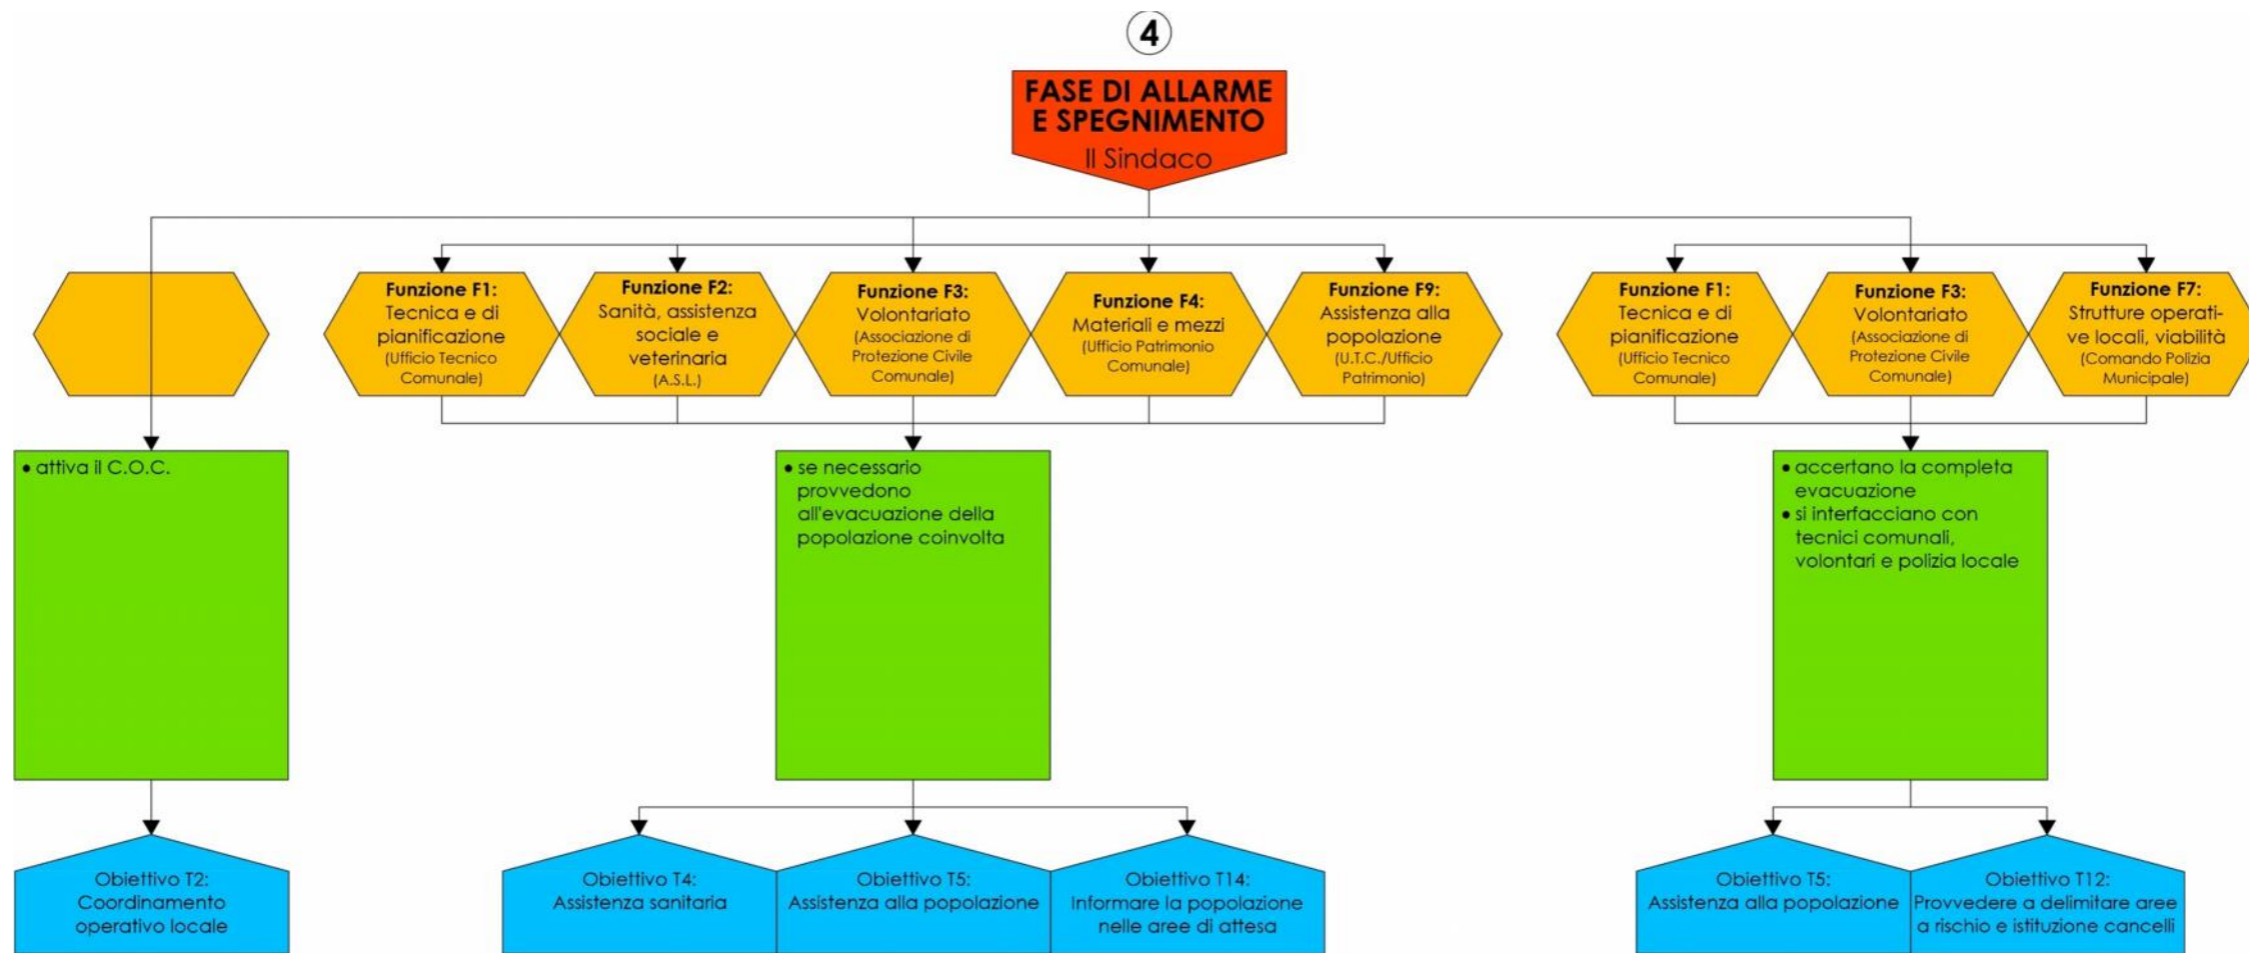 4
FASE DI ALLARME
E SPEGNIMENTO
Il Sindaco
Funzione F1:
Tecnica e di
pianificazione
(Ufficio Tecnico
Comunale)
Funzione F2:
Sanità, assistenza
sociale e
veterinaria
(A.S.L.)
Funzione F3:
Volontariato
(Associazione di
Protezione Civile
Comunale)
Funzione F4:
Materiali e mezzi
(Ufficio Patrimonio
Comunale)
Funzione F9:
Assistenza alla
popolazione
(U.T.C./Ufficio
Patrimonio)
Funzione F1:
Tecnica e di
pianificazione
(Ufficio Tecnico
Comunale)
Funzione F3:
Volontariato
(Associazione di
Protezione Civile
Comunale)
Funzione F7:
Strutture operati-
ve locali, viabilità
(Comando Polizia
Municipale)
• attiva il C.O.C.
• se necessario
provvedono
all'evacuazione della
popolazione coinvolta
• accertano la completa
evacuazione
• si interfacciano con
tecnici comunali,
volontari e polizia locale
Obiettivo T2:
Coordinamento
operativo locale
Obiettivo T4:
Assistenza sanitaria
Obiettivo T5:
Assistenza alla popolazione
Obiettivo T14:
Informare la popolazione
nelle aree di attesa
Obiettivo T5:
Assistenza alla popolazione
Obiettivo T12:
Provvedere a delimitare aree
a rischio e istituzione cancelli